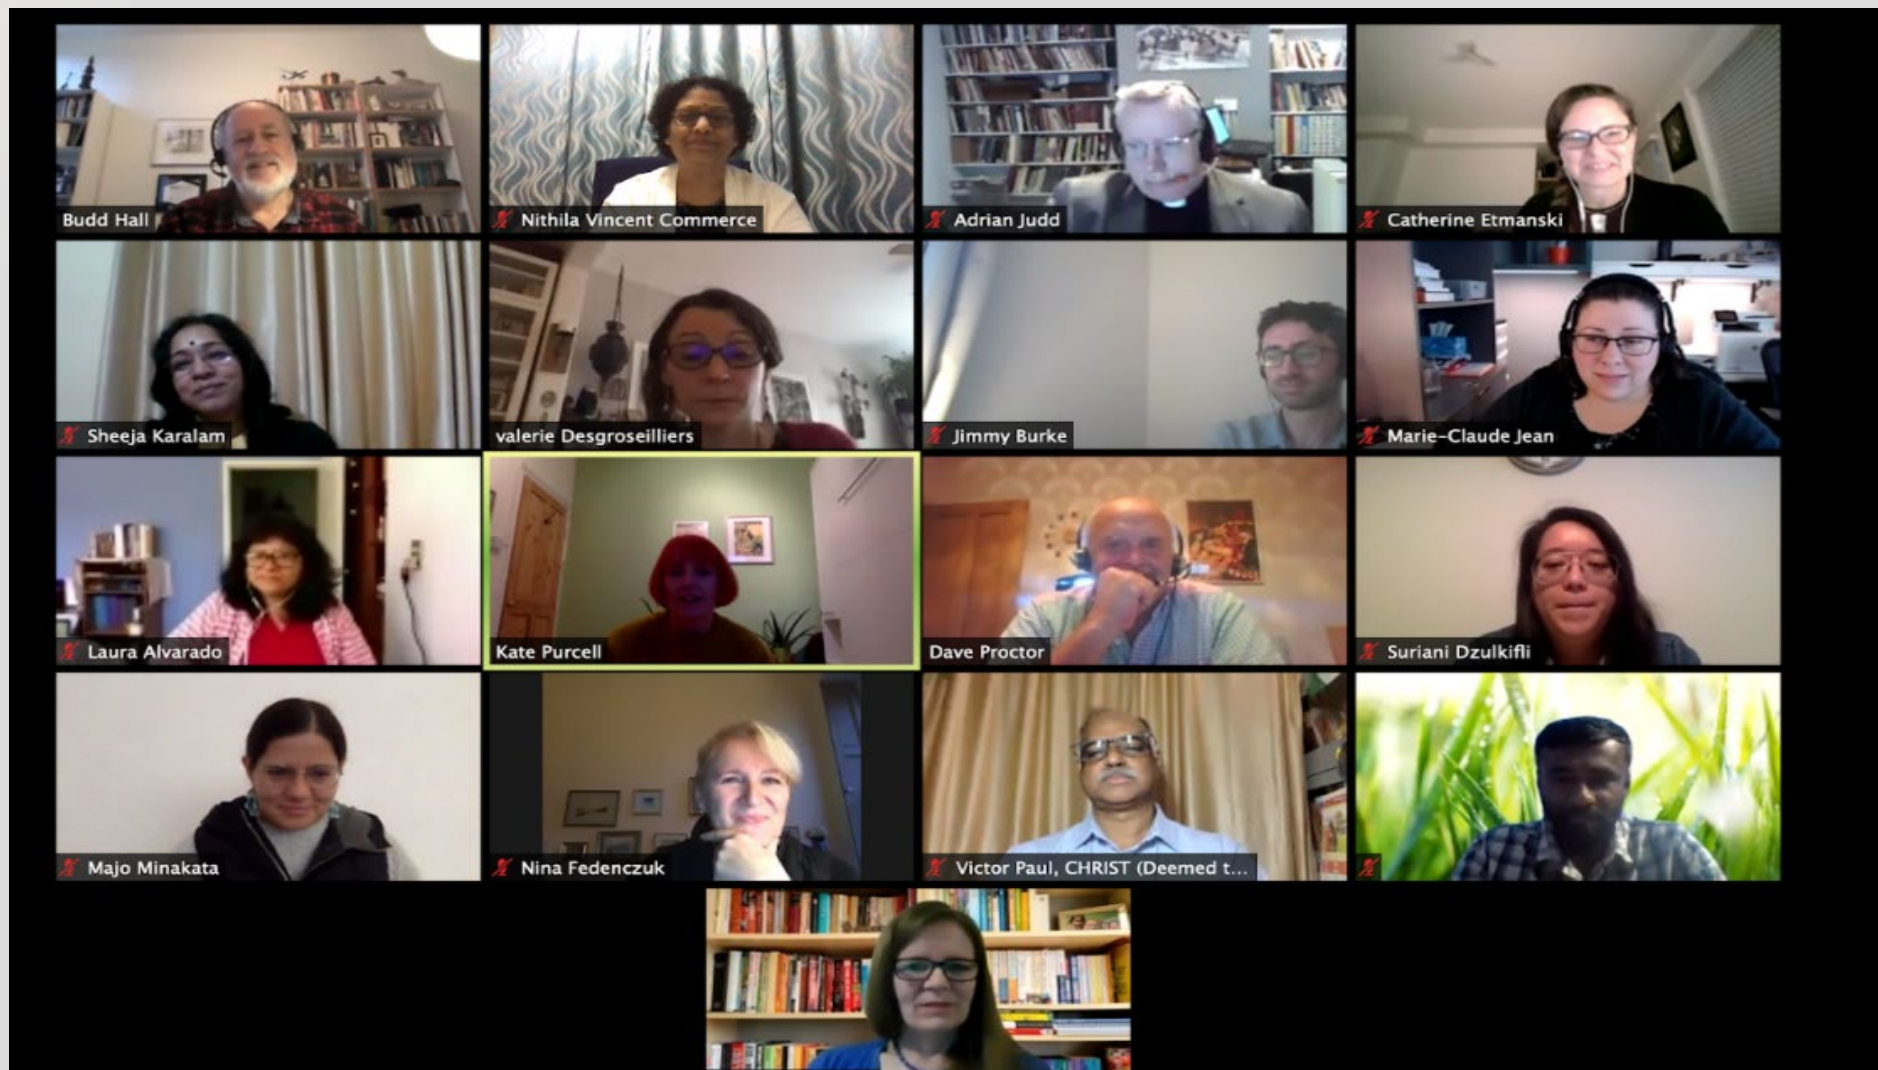 Budd Hall
Nithila Vincent Commerce
Adrian Judd
Catherine Etmanski
Sheeja Karalam
valerie Desgroseilliers
Jimmy Burke
Marie-Claude Jean
Laura Alvarado
Kate Purcell
Dave Proctor
Suriani Dzulkifli
Majo Minakata
Nina Fedenczuk
Victor Paul, CHRIST (Deemed t...